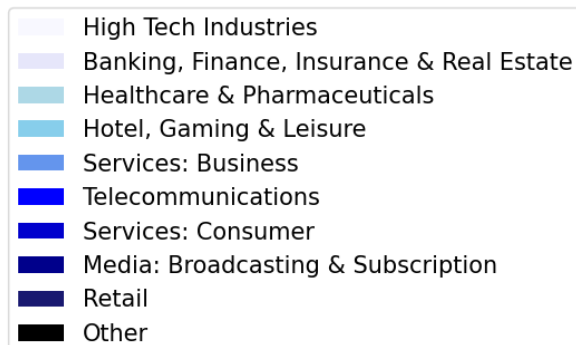 High Tech Industries
Banking, Finance, Insurance & Real Estate
Healthcare & Pharmaceuticals
Hotel, Gaming & Leisure
Services: Business
Telecommunications
Services: Consumer
Media: Broadcasting & Subscription
Retail
Other